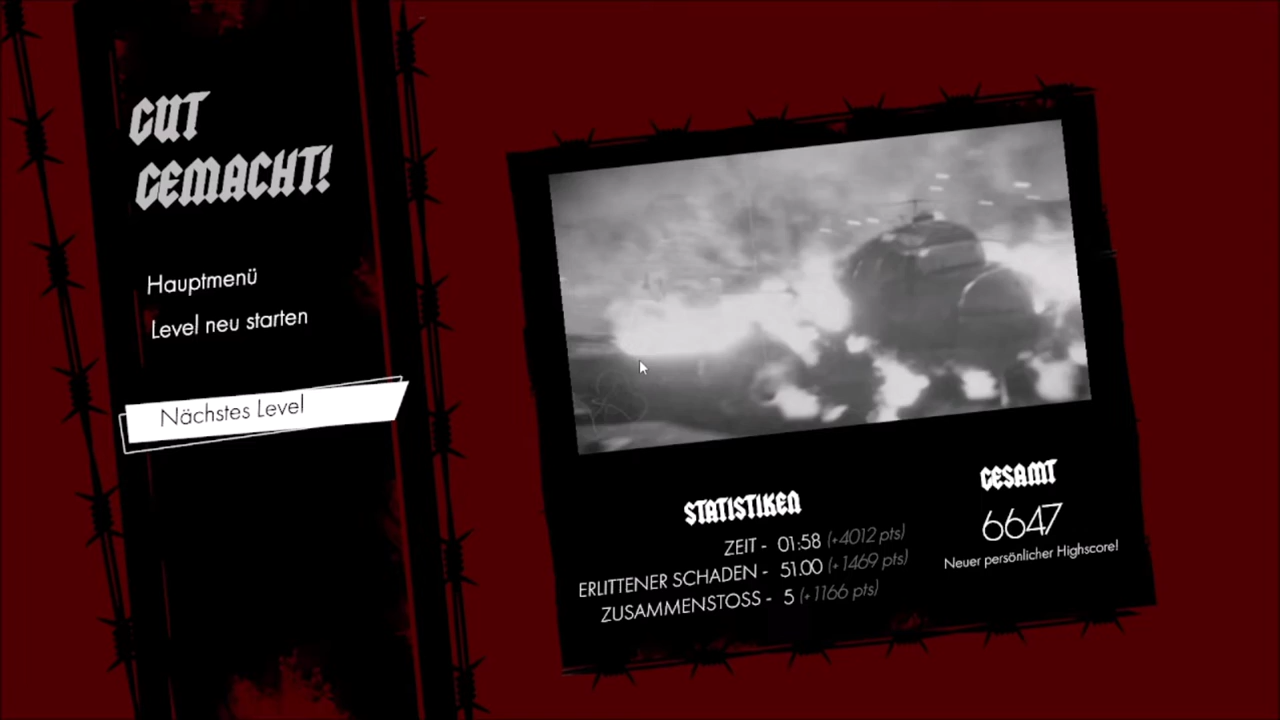 GUT
GEMACHT!
Hauptmenü
Level neu starten
Nächstes Level
STATISTIKEN
ZEIT - 01:58 (+4012 pts)
ERLITTENER SCHADEN - 51.00 (+1469 pts)
ZUSAMMENSTOSS - 5 (+1166 pts)
GESAMT
6647
Neuer persönlicher Highscore!